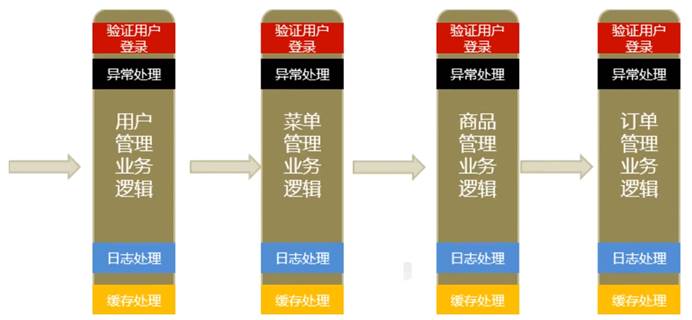 验证用户
登录
异常处理
用户
管理
业务
逻辑
日志处理
缓存处理
验证用户
登录
异常处理
菜单
管理
业务
逻辑
日志处理
缓存处理
验证用户
登录
异常处理
商品
管理
业务
逻辑
日志处理
缓存处理
验证用户
登录
异常处理
订单
管理
业务
逻辑
日志处理
缓存处理